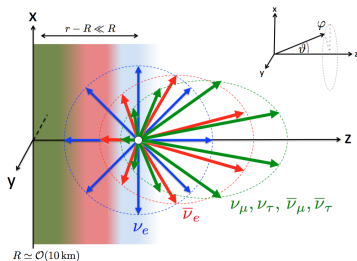 x
r − R ≪ R
x
φ
ϑ
z
y
z
y
ν_e
ν̄_e
ν_μ, ν_τ, ν̄_μ, ν̄_τ
R ≃ 𝒪(10 km)